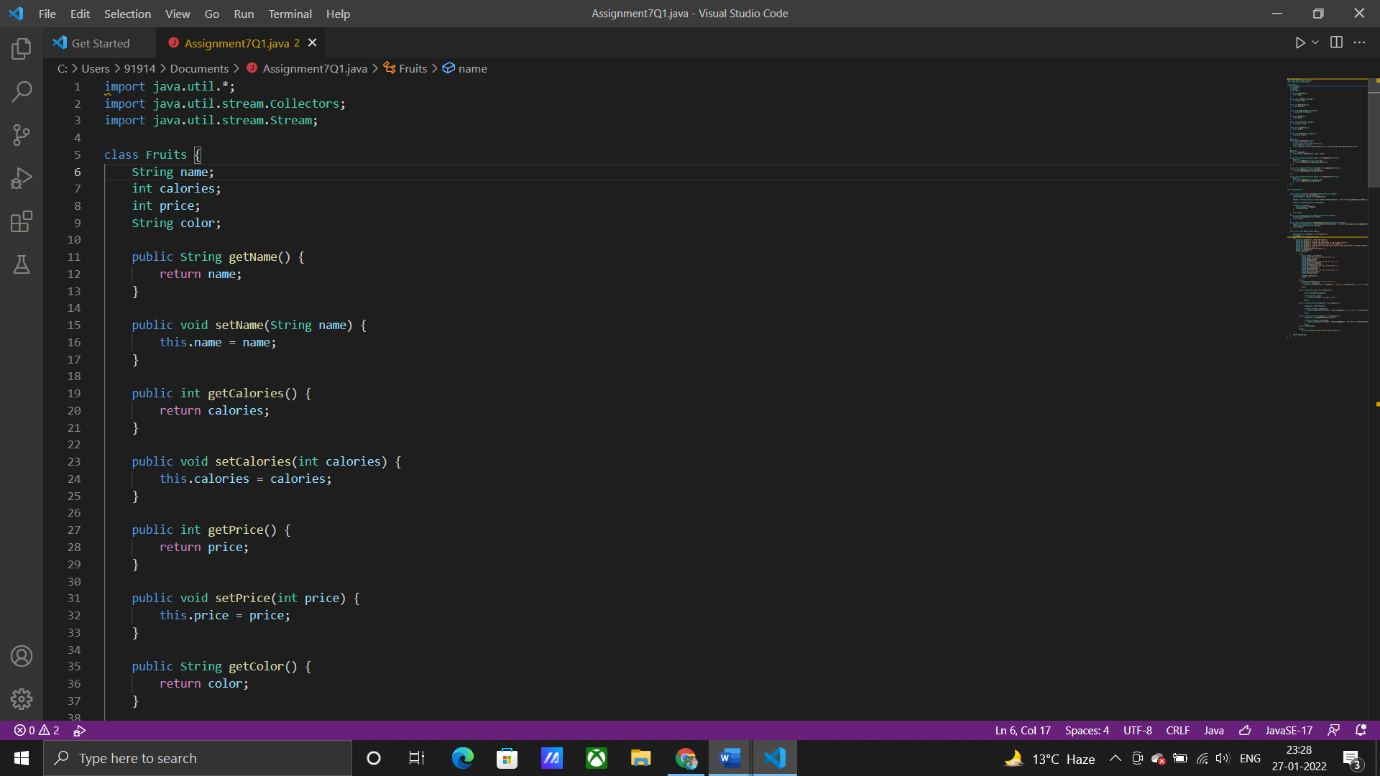 File Edit Selection View Go Run Terminal Help
Assignment7Q1.java - Visual Studio Code
Get Started
Assignment7Q1.java 2
C: > Users > 91914 > Documents > Assignment7Q1.java > Fruits > name
1 import java.util.*;
2 import java.util.stream.Collectors;
3 import java.util.stream.Stream;
4
5 class Fruits {
6 String name;
7 int calories;
8 int price;
9 String color;
10
11 public String getName() {
12 return name;
13 }
14
15 public void setName(String name) {
16 this.name = name;
17 }
18
19 public int getCalories() {
20 return calories;
21 }
22
23 public void setCalories(int calories) {
24 this.calories = calories;
25 }
26
27 public int getPrice() {
28 return price;
29 }
30
31 public void setPrice(int price) {
32 this.price = price;
33 }
34
35 public String getColor() {
36 return color;
37 }
38
0 2
Ln 6, Col 17 Spaces: 4 UTF-8 CRLF Java JavaSE-17
Type here to search
13°C Haze
ENG
23:28
27-01-2022
3